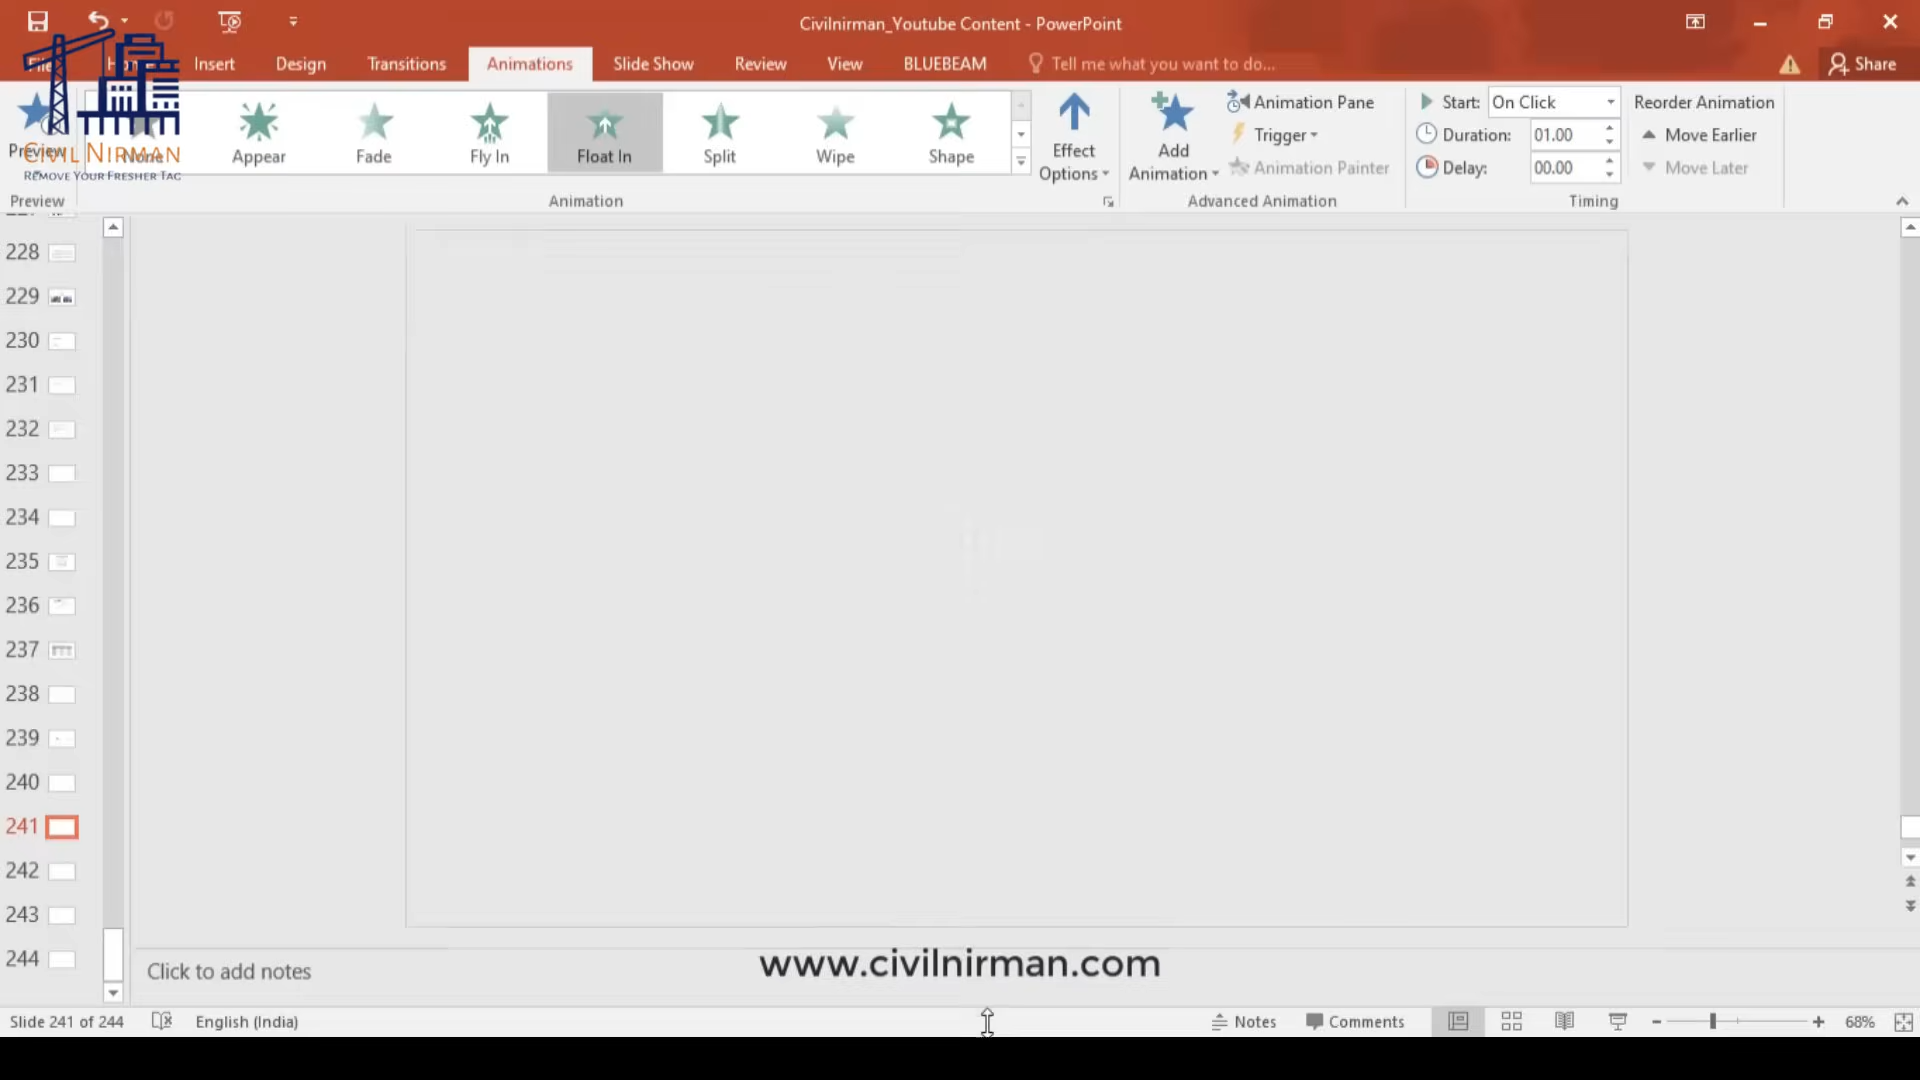 Civilnirman_Youtube Content - PowerPoint
Insert Design Transitions Animations Slide Show Review View BLUEBEAM Tell me what you want to do... Share
Preview None Appear Fade Fly In Float In Split Wipe Shape
Effect Options
Add Animation
Animation Pane
Trigger
Animation Painter
Start: On Click
Duration: 01.00
Delay: 00.00
Reorder Animation
Move Earlier
Move Later
Preview Animation Advanced Animation Timing
CIVIL NIRMAN
REMOVE YOUR FRESHER TAG
228
229
230
231
232
233
234
235
236
237
238
239
240
241
242
243
244
Click to add notes
www.civilnirman.com
Slide 241 of 244 English (India) Notes Comments 68%